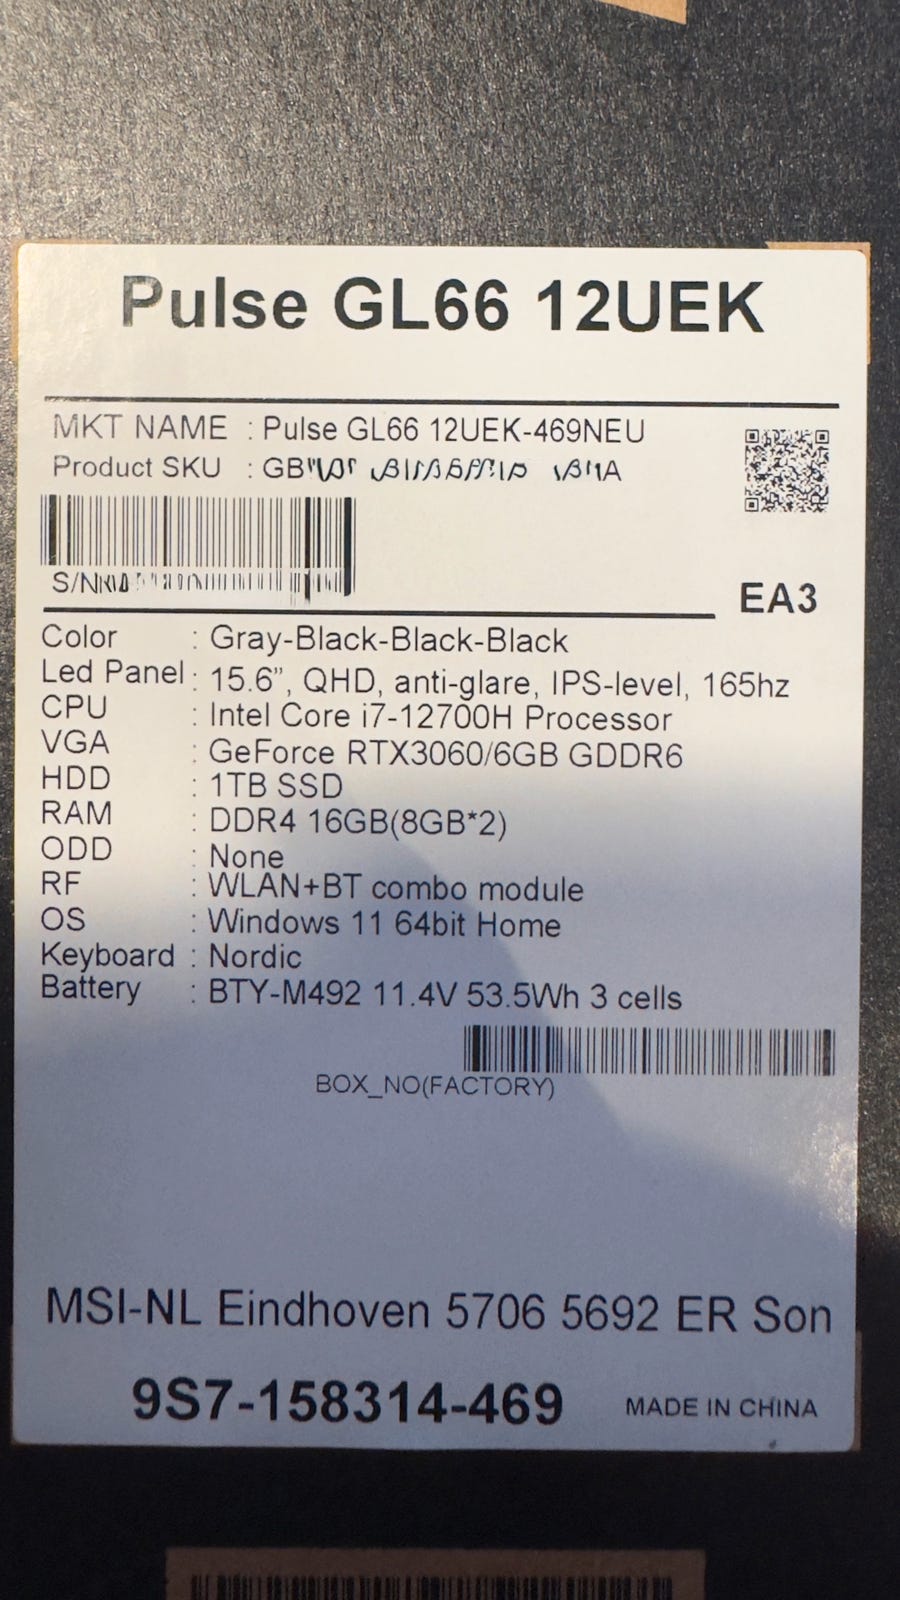 Pulse GL66 12UEK
MKT NAME : Pulse GL66 12UEK-469NEU
Product SKU :
S/N
EA3
Color : Gray-Black-Black-Black
Led Panel : 15.6”, QHD, anti-glare, IPS-level, 165hz
CPU : Intel Core i7-12700H Processor
VGA : GeForce RTX3060/6GB GDDR6
HDD : 1TB SSD
RAM : DDR4 16GB(8GB*2)
ODD : None
RF : WLAN+BT combo module
OS : Windows 11 64bit Home
Keyboard : Nordic
Battery : BTY-M492 11.4V 53.5Wh 3 cells
BOX_NO(FACTORY)
MSI-NL Eindhoven 5706 5692 ER Son
9S7-158314-469 MADE IN CHINA